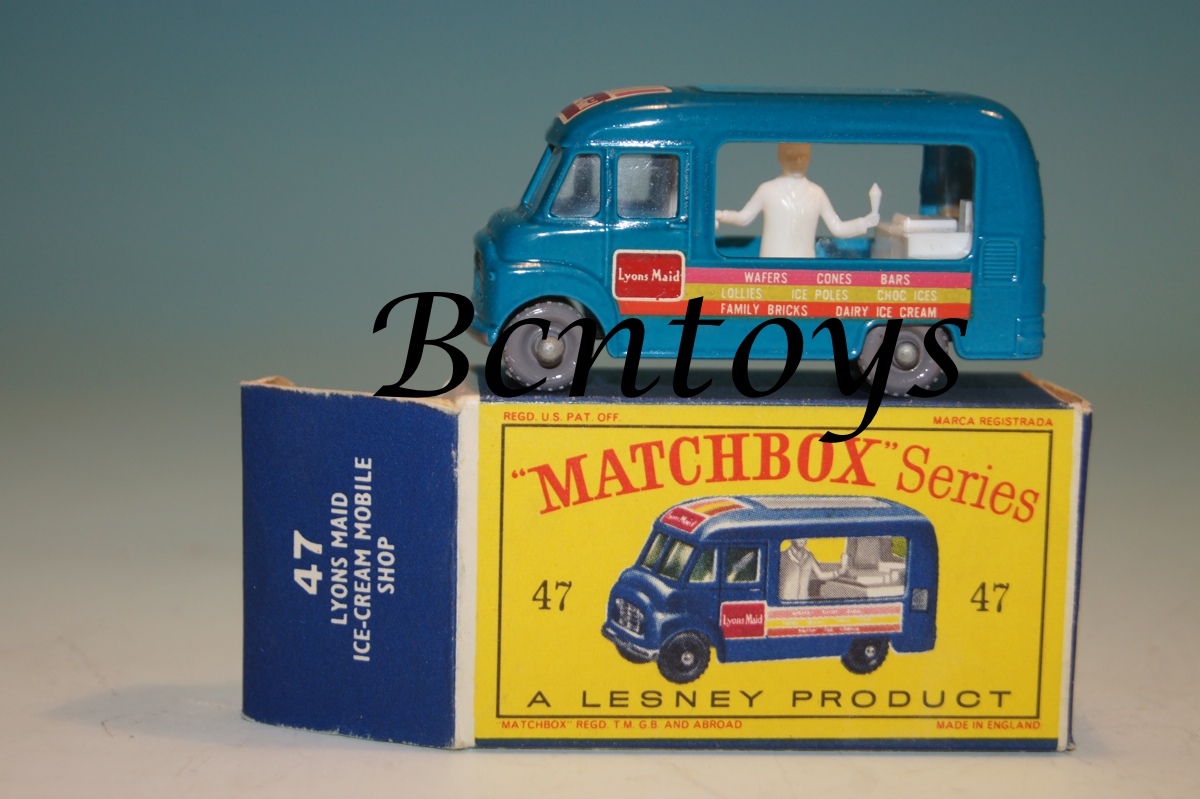 Lyons Maid
WAFERS CONES BARS
LOLLIES ICE POLES CHOC ICES
FAMILY BRICKS DAIRY ICE CREAM
Bcntoys
47
LYONS MAID
ICE-CREAM MOBILE
SHOP
REGD. U.S. PAT. OFF. MARCA REGISTRADA
"MATCHBOX" Series
Lyons Maid
47 47
Lyons Maid
A LESNEY PRODUCT
"MATCHBOX" REGD. T.M. G.B. AND ABROAD MADE IN ENGLAND